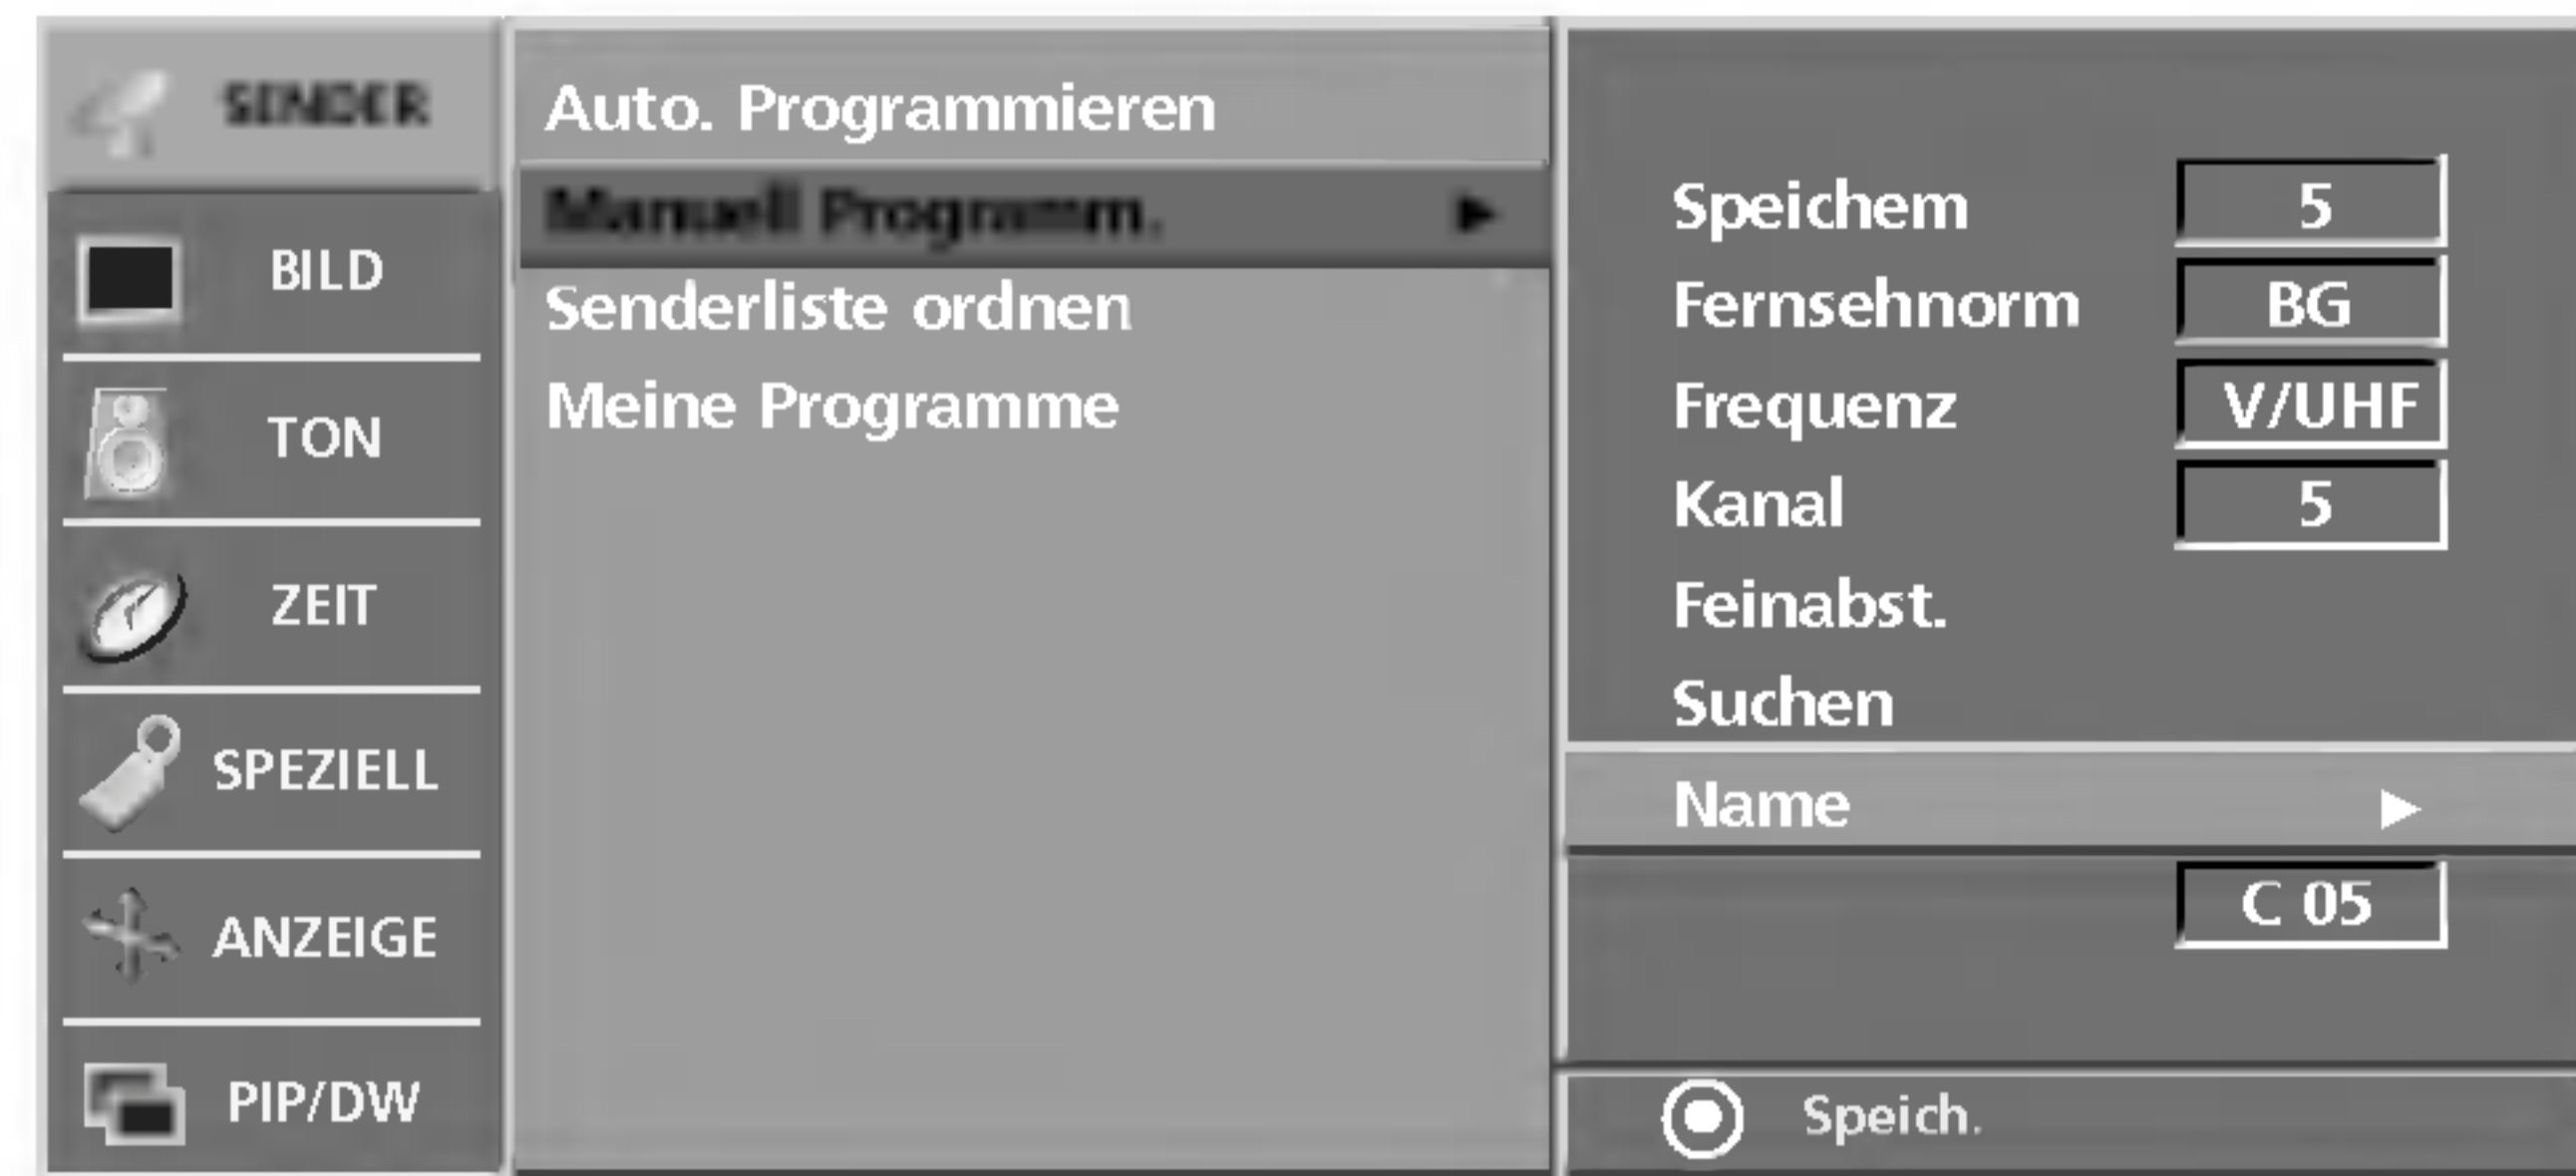 SENDER
BILD
TON
ZEIT
SPEZIELL
ANZEIGE
PIP/DW
Auto. Programmieren
Manuell Programm.
Senderliste ordnen
Meine Programme
Speichem 5
Fernsehnorm BG
Frequenz V/UHF
Kanal 5
Feinabst.
Suchen
Name
C 05
Speich.